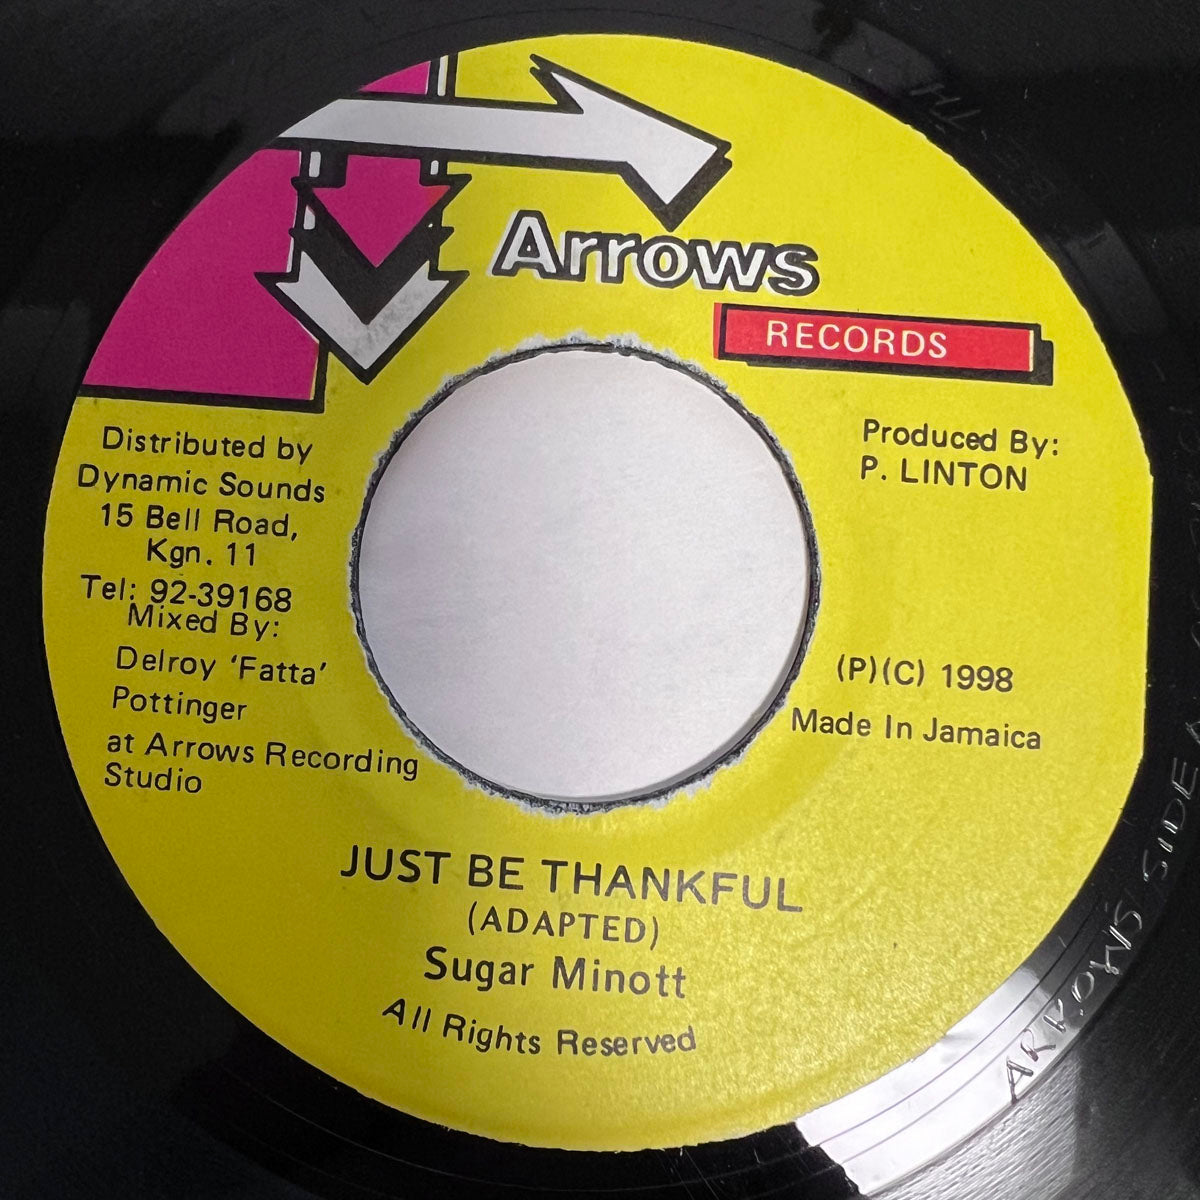 Arrows
RECORDS
Distributed by
Dynamic Sounds
15 Bell Road,
Kgn. 11
Tel: 92-39168
Mixed By:
Delroy 'Fatta'
Pottinger
at Arrows Recording
Studio
Produced By:
P. LINTON
(P)(C) 1998
Made In Jamaica
JUST BE THANKFUL
(ADAPTED)
Sugar Minott
All Rights Reserved
ARROWS SIDE A